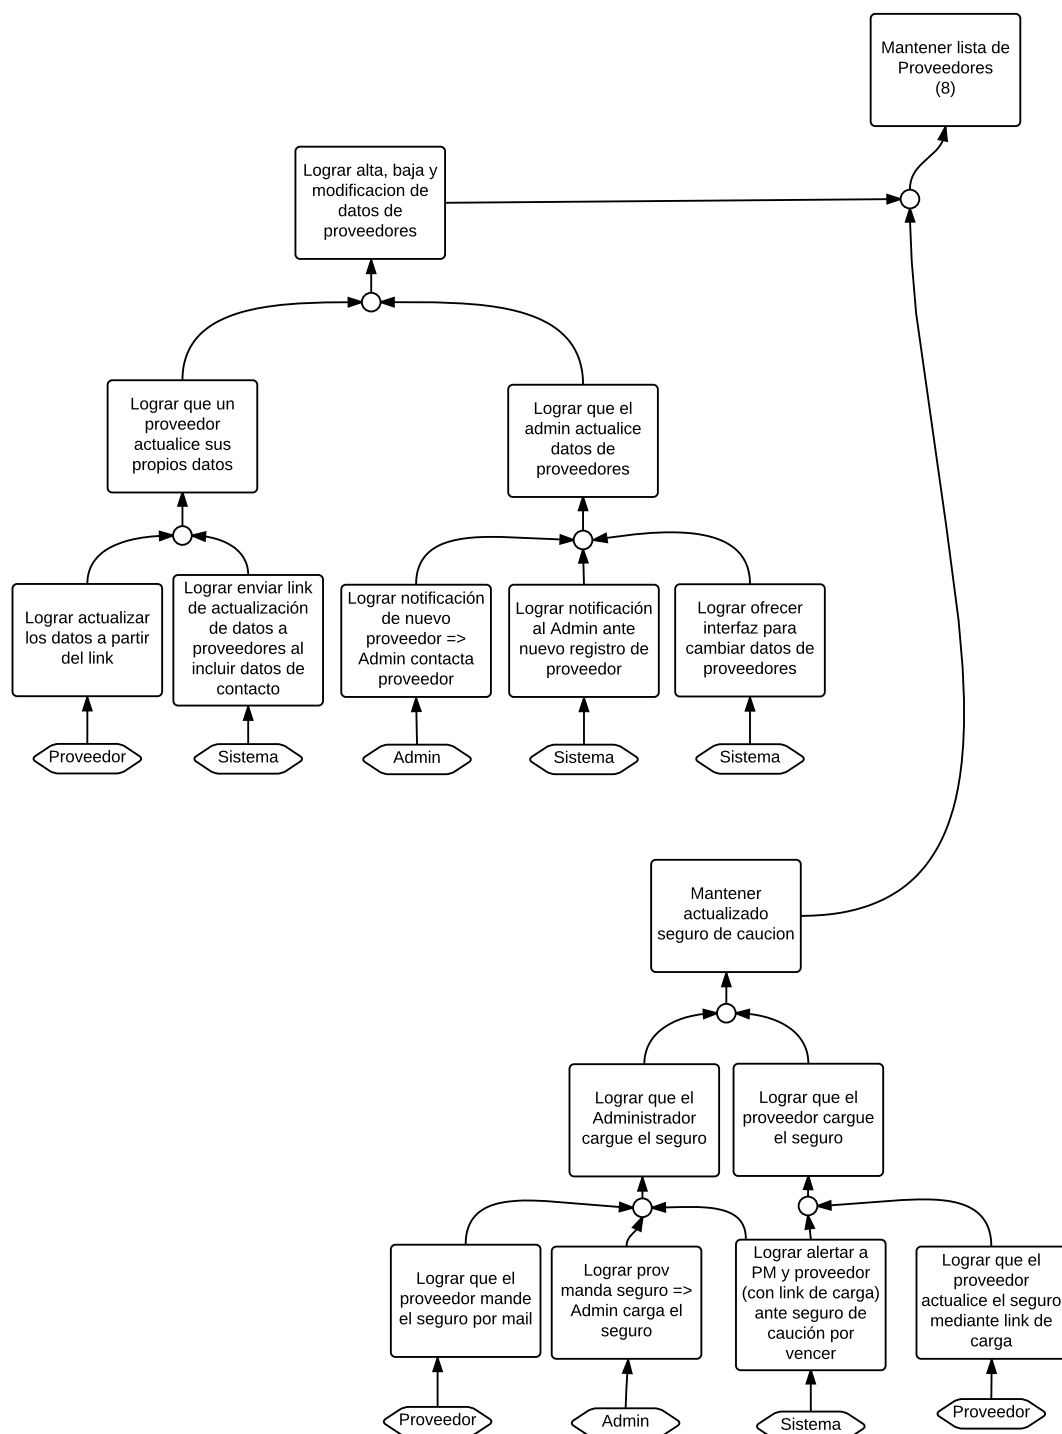 Mantener lista de
Proveedores
(8)
Lograr alta, baja y
modificacion de
datos de
proveedores
Lograr que un
proveedor
actualice sus
propios datos
Lograr que el
admin actualice
datos de
proveedores
Lograr actualizar
los datos a partir
del link
Lograr enviar link
de actualización
de datos a
proveedores al
incluir datos de
contacto
Lograr notificación
de nuevo
proveedor =>
Admin contacta
proveedor
Lograr notificación
al Admin ante
nuevo registro de
proveedor
Lograr ofrecer
interfaz para
cambiar datos de
proveedores
Proveedor
Sistema
Admin
Sistema
Sistema
Mantener
actualizado
seguro de caucion
Lograr que el
Administrador
cargue el seguro
Lograr que el
proveedor cargue
el seguro
Lograr que el
proveedor mande
el seguro por mail
Lograr prov
manda seguro =>
Admin carga el
seguro
Lograr alertar a
PM y proveedor
(con link de carga)
ante seguro de
caución por
vencer
Lograr que el
proveedor
actualice el seguro
mediante link de
carga
Proveedor
Admin
Sistema
Proveedor